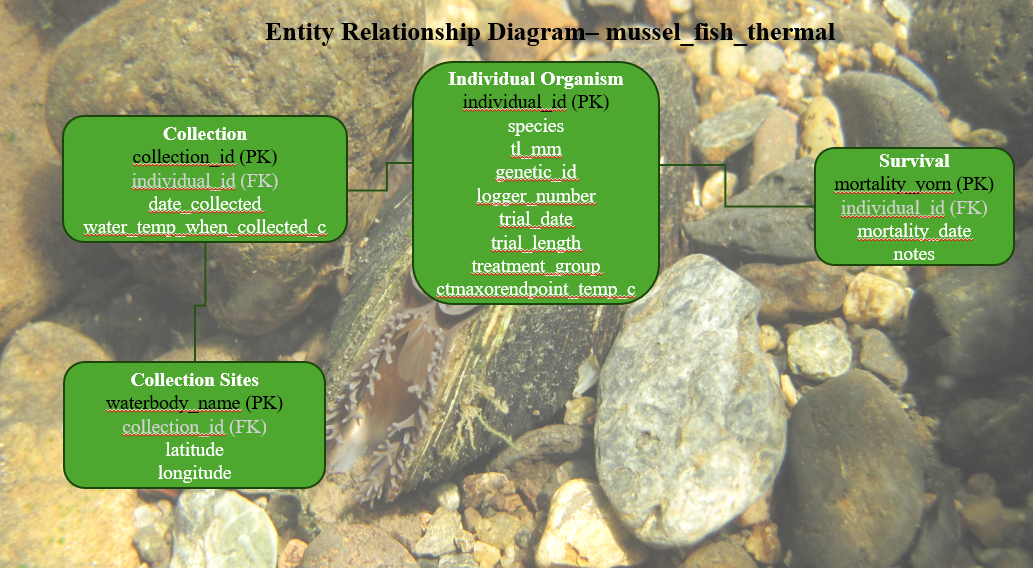 Entity Relationship Diagram– mussel_fish_thermal
Individual Organism
individual_id (PK)
species
tl_mm
genetic_id
logger_number
trial_date
trial_length
treatment_group
ctmaxorendpoint_temp_c
Collection
collection_id (PK)
individual_id (FK)
date_collected
water_temp_when_collected_c
Survival
mortality_yorn (PK)
individual_id (FK)
mortality_date
notes
Collection Sites
waterbody_name (PK)
collection_id (FK)
latitude
longitude